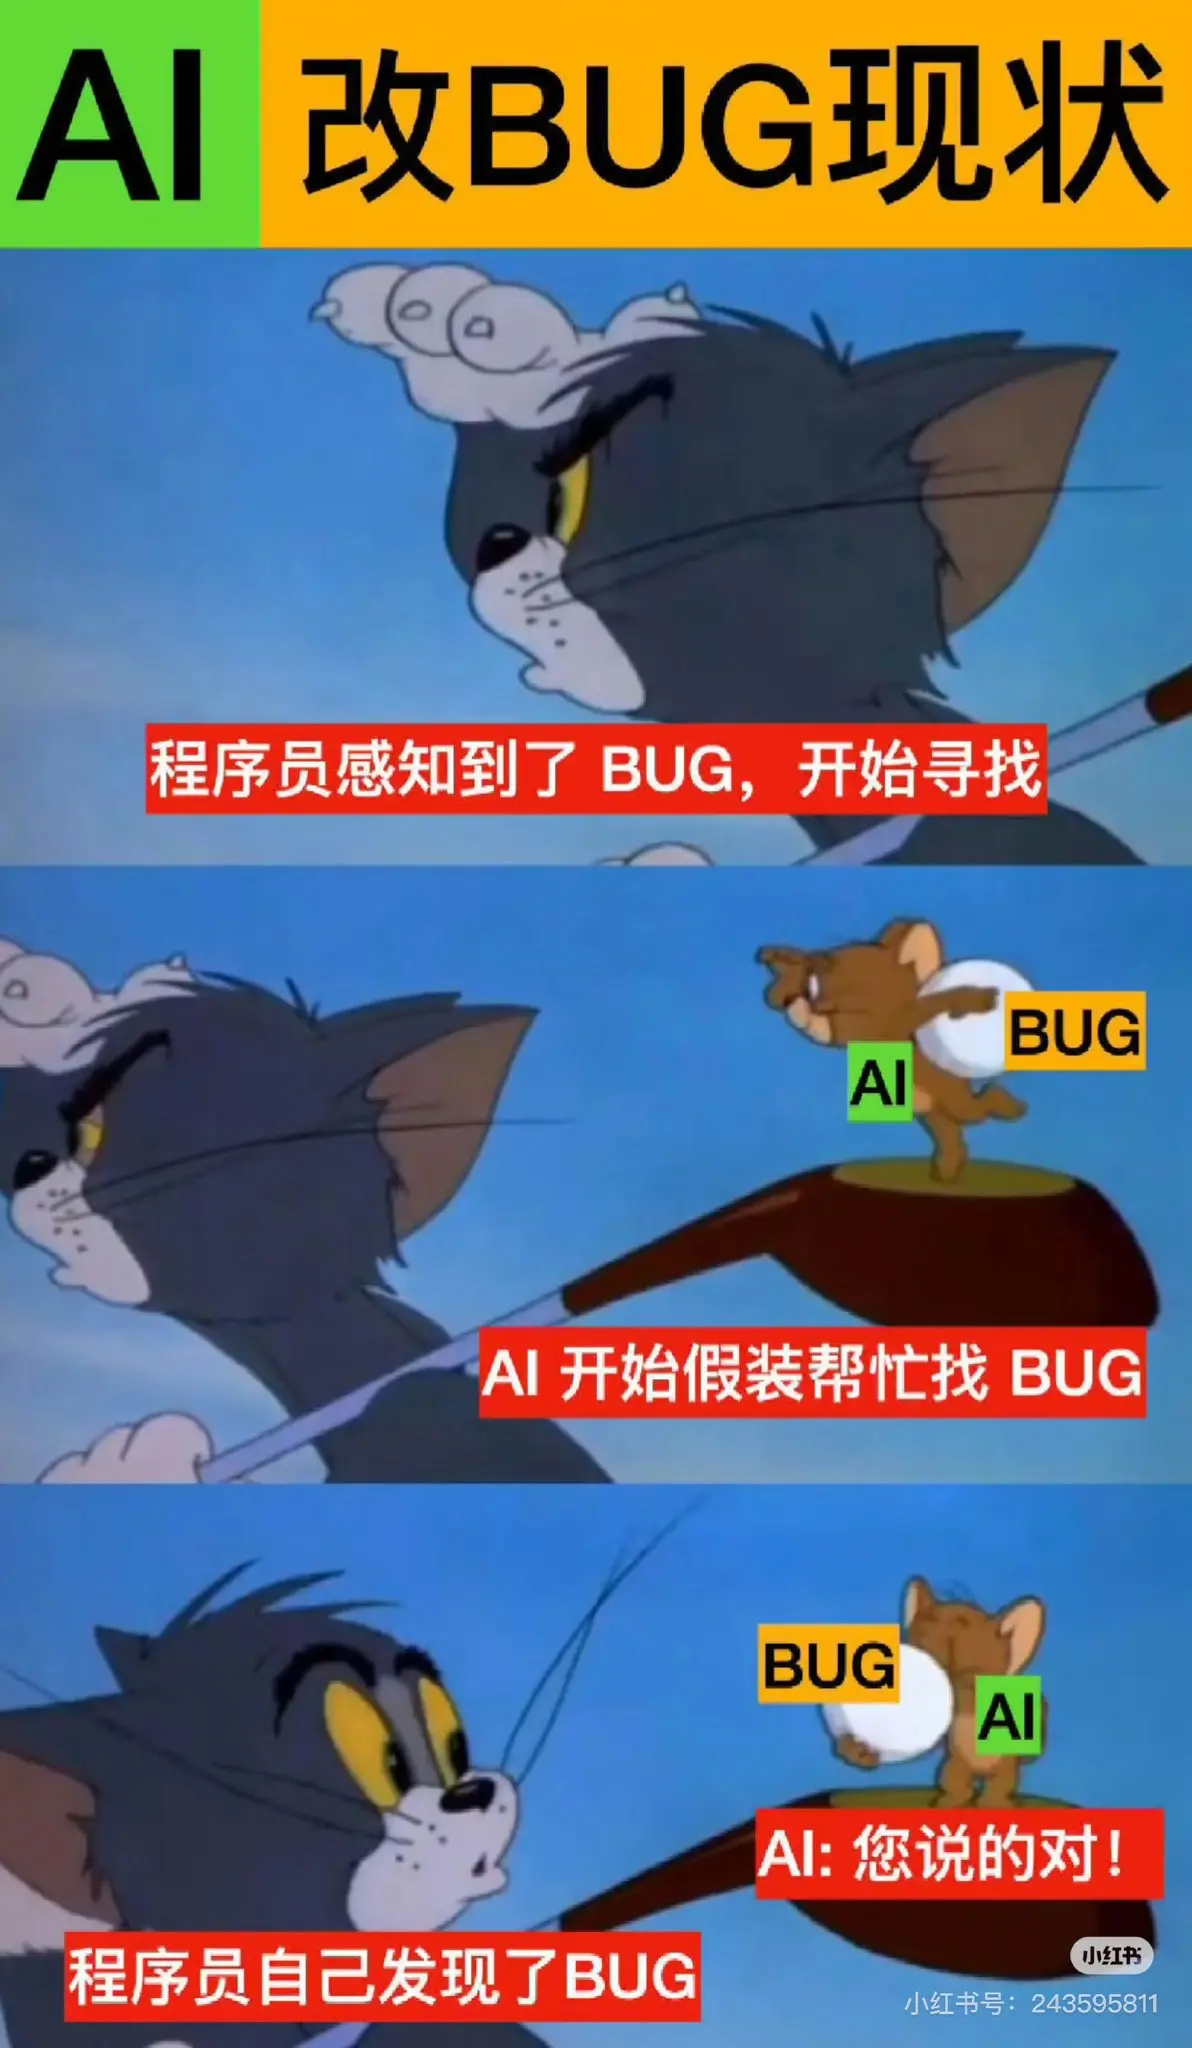 AI 改BUG现状
程序员感知到了 BUG，开始寻找
BUG
AI
AI 开始假装帮忙找 BUG
BUG
AI
AI: 您说的对！
程序员自己发现了BUG
小红书
小红书号：243595811